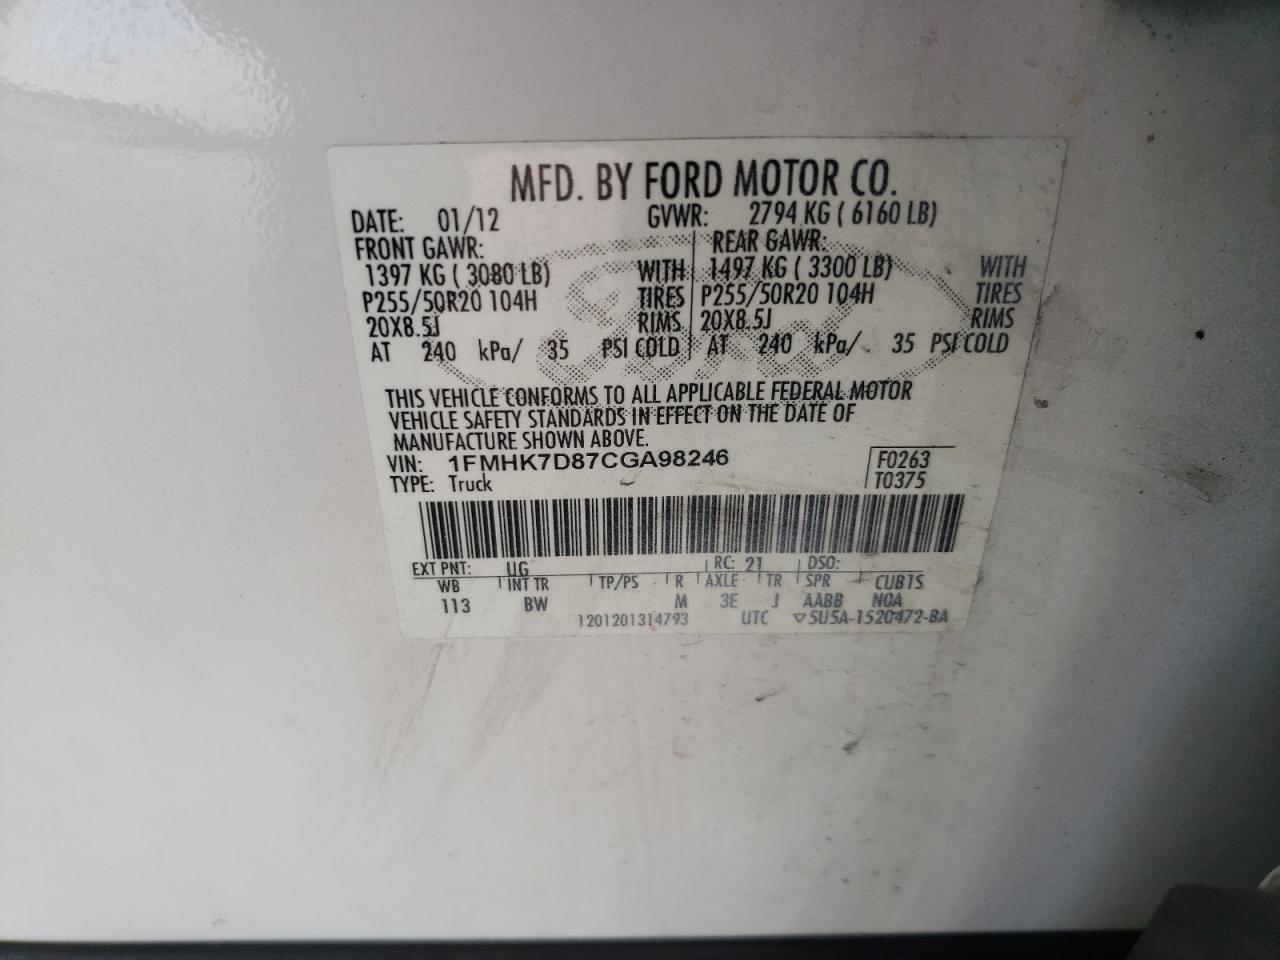 MFD. BY FORD MOTOR CO.
DATE: 01/12 GVWR: 2794 KG ( 6160 LB)
FRONT GAWR: REAR GAWR:
1397 KG ( 3080 LB) WITH 1497 KG ( 3300 LB) WITH
P255/50R20 104H TIRES P255/50R20 104H TIRES
20X8.5J RIMS 20X8.5J RIMS
AT 240 kPa/ 35 PSI COLD AT 240 kPa/ 35 PSI COLD
Ford
THIS VEHICLE CONFORMS TO ALL APPLICABLE FEDERAL MOTOR
VEHICLE SAFETY STANDARDS IN EFFECT ON THE DATE OF
MANUFACTURE SHOWN ABOVE.
VIN: 1FMHK7D87CGA98246 F0263
TYPE: Truck T0375
EXT PNT: UG RC: 21 DSO:
WB INT TR TP/PS R AXLE TR SPR CUB1S
113 BW M 3E J AABB NOA
1201201314793 UTC ▽5U5A-1520472-BA